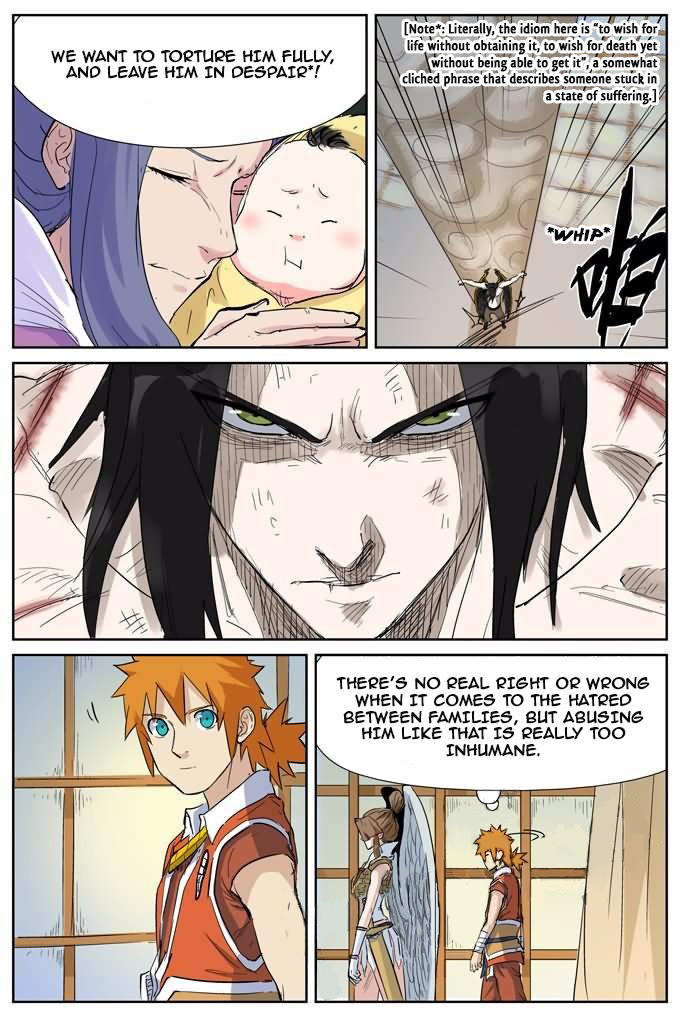 WE WANT TO TORTURE HIM FULLY,
AND LEAVE HIM IN DESPAIR*!
[Note*: Literally, the idiom here is "to wish for
life without obtaining it, to wish for death yet
without being able to get it", a somewhat
cliched phrase that describes someone stuck in
a state of suffering.]
*WHIP*
THERE'S NO REAL RIGHT OR WRONG
WHEN IT COMES TO THE HATRED
BETWEEN FAMILIES, BUT ABUSING
HIM LIKE THAT IS REALLY TOO
INHUMANE.